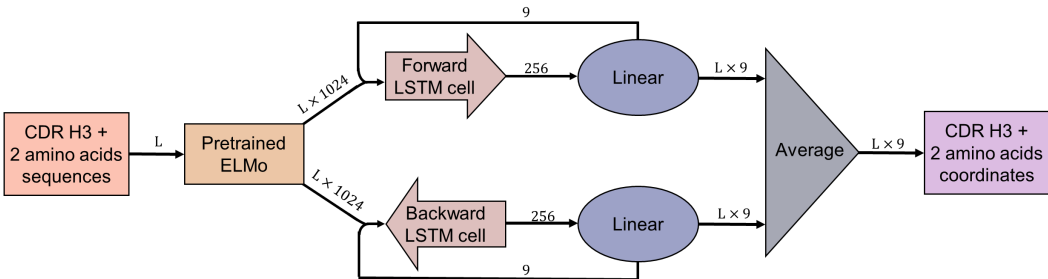 9
Forward
LSTM cell
256
Linear
L × 9
L × 1024
CDR H3 +
2 amino acids
sequences
L
Pretrained
ELMo
Average
L × 9
CDR H3 +
2 amino acids
coordinates
L × 1024
Backward
LSTM cell
256
Linear
L × 9
9